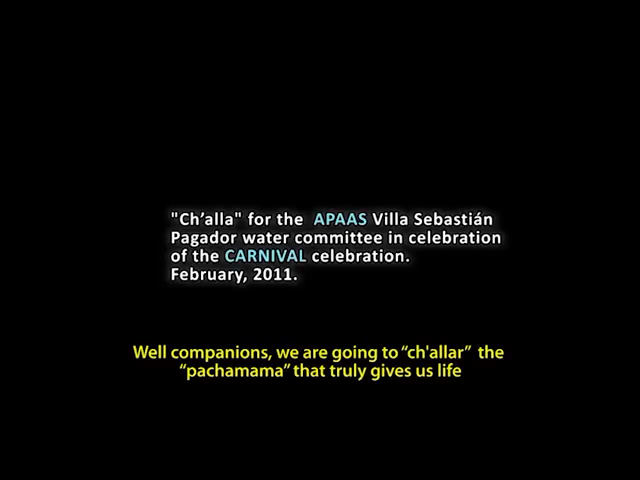 "Ch’alla" for the APAAS Villa Sebastián
Pagador water committee in celebration
of the CARNIVAL celebration.
February, 2011.
Well companions, we are going to “ch'allar” the
“pachamama” that truly gives us life